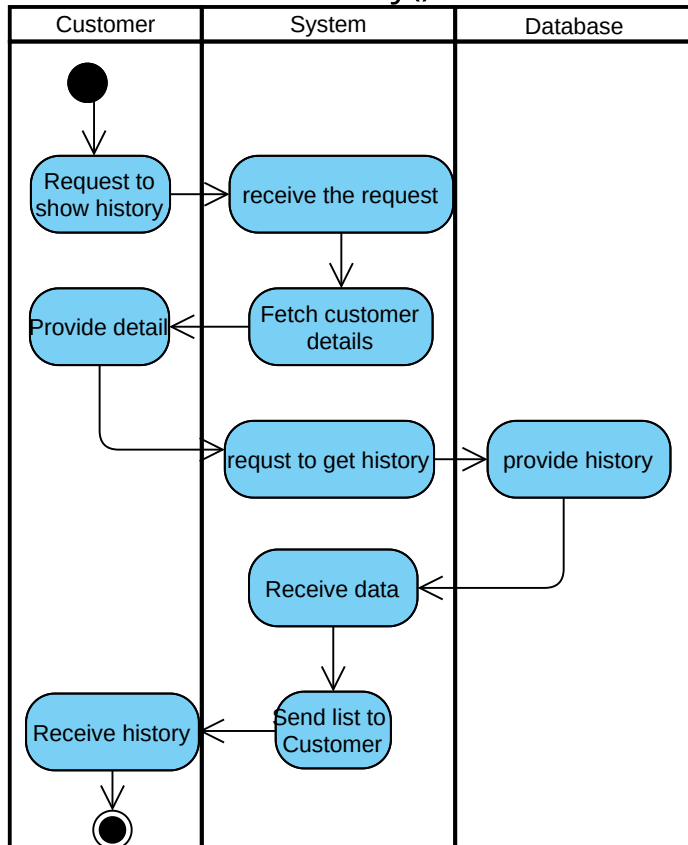 Customer
System
Database
Request to
show history
receive the request
Provide detail
Fetch customer
details
requst to get history
provide history
Receive data
Receive history
Send list to
Customer